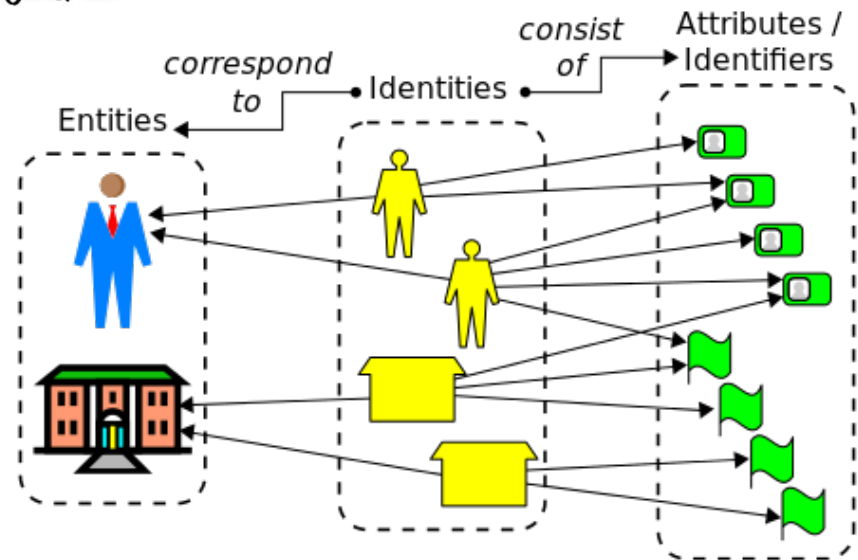 Attributes /
Identifiers
consist
of
Identities
correspond
to
Entities